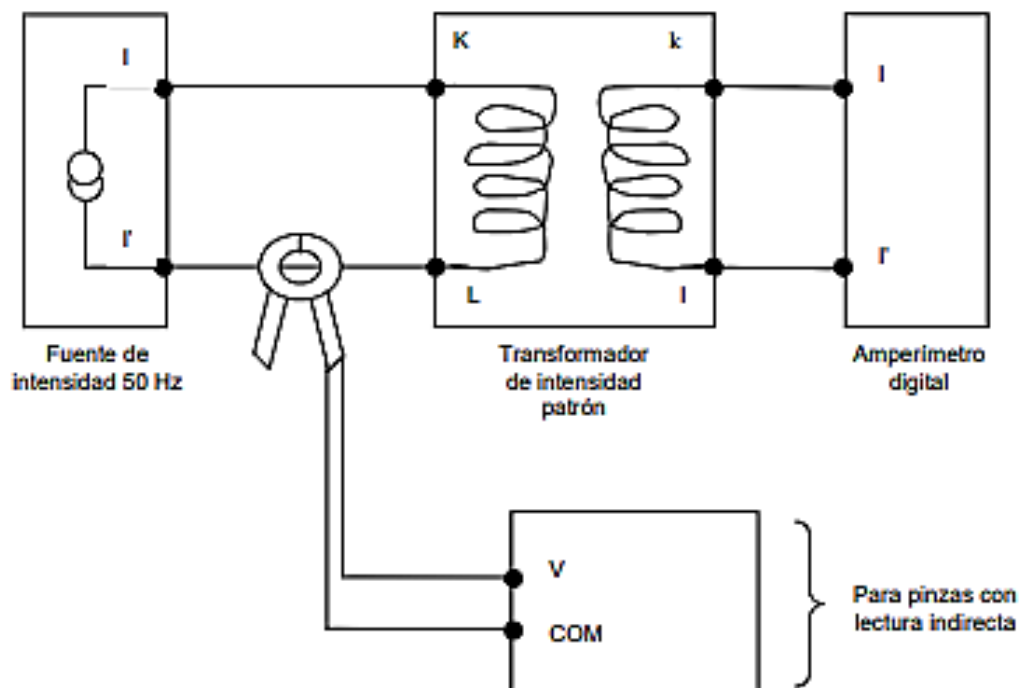 I
I'
Fuente de
intensidad 50 Hz
K
k
L
l
Transformador
de intensidad
patrón
I
I'
Amperímetro
digital
V
COM
Para pinzas con
lectura indirecta